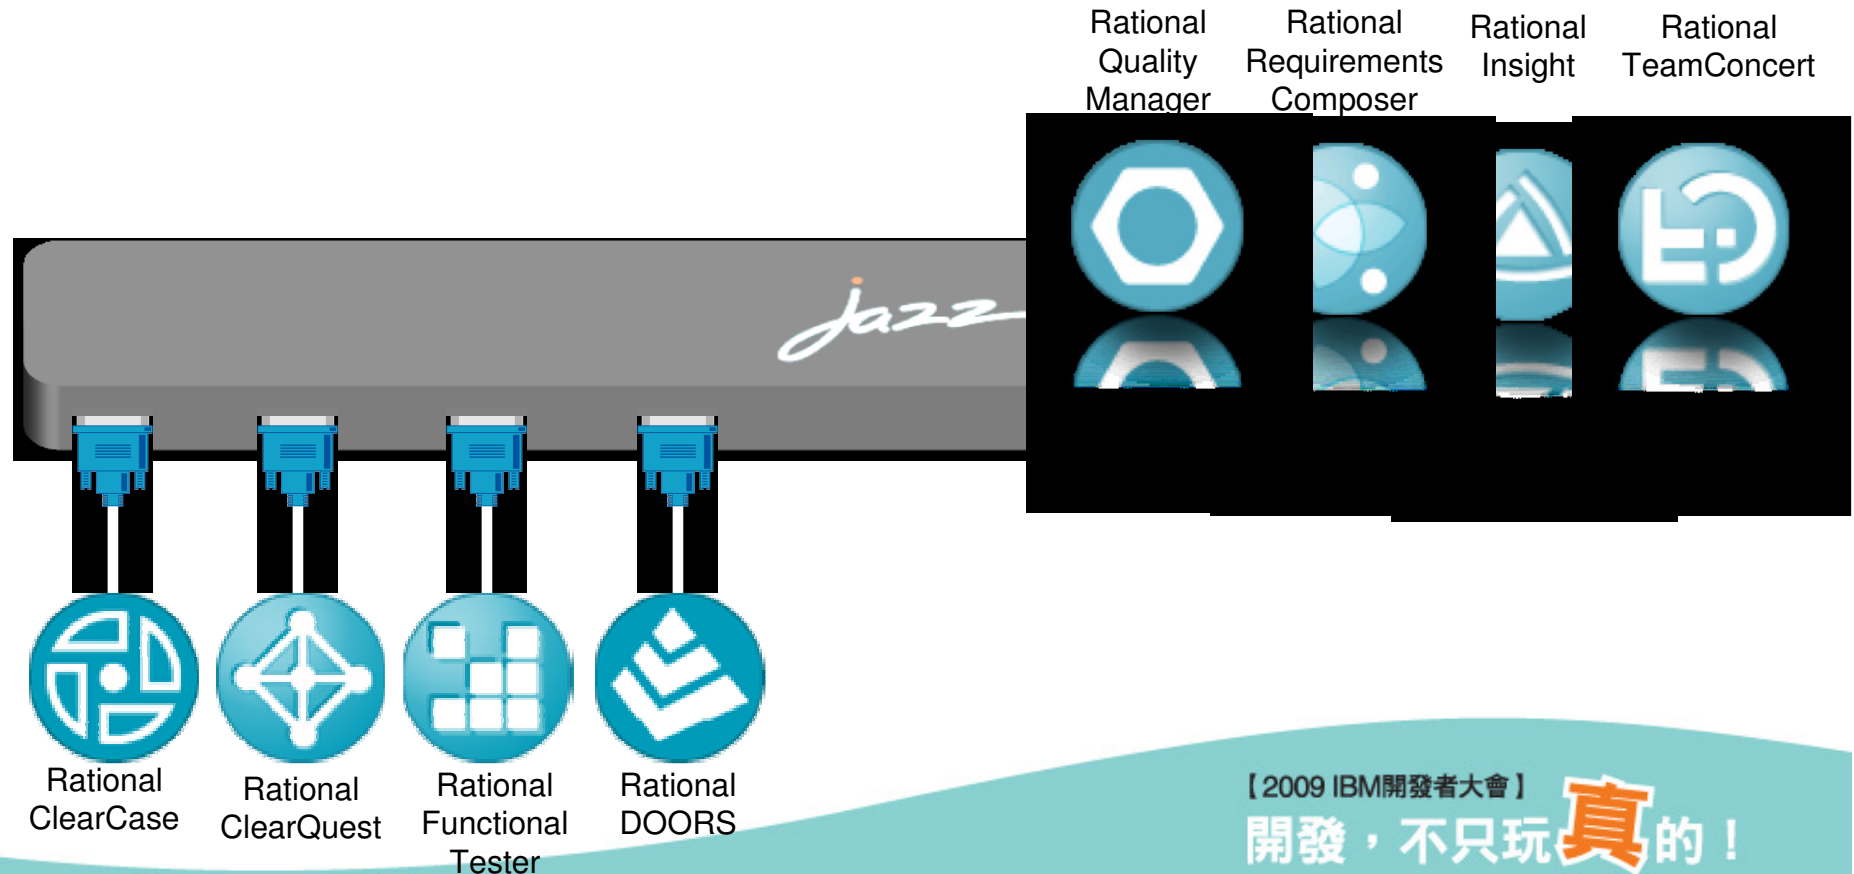 Rational
Quality
Manager
Rational
Requirements
Composer
Rational
Insight
Rational
TeamConcert
jazz
Rational
ClearCase
Rational
ClearQuest
Rational
Functional
Tester
Rational
DOORS
【2009 IBM開發者大會】
開發，不只玩真的！